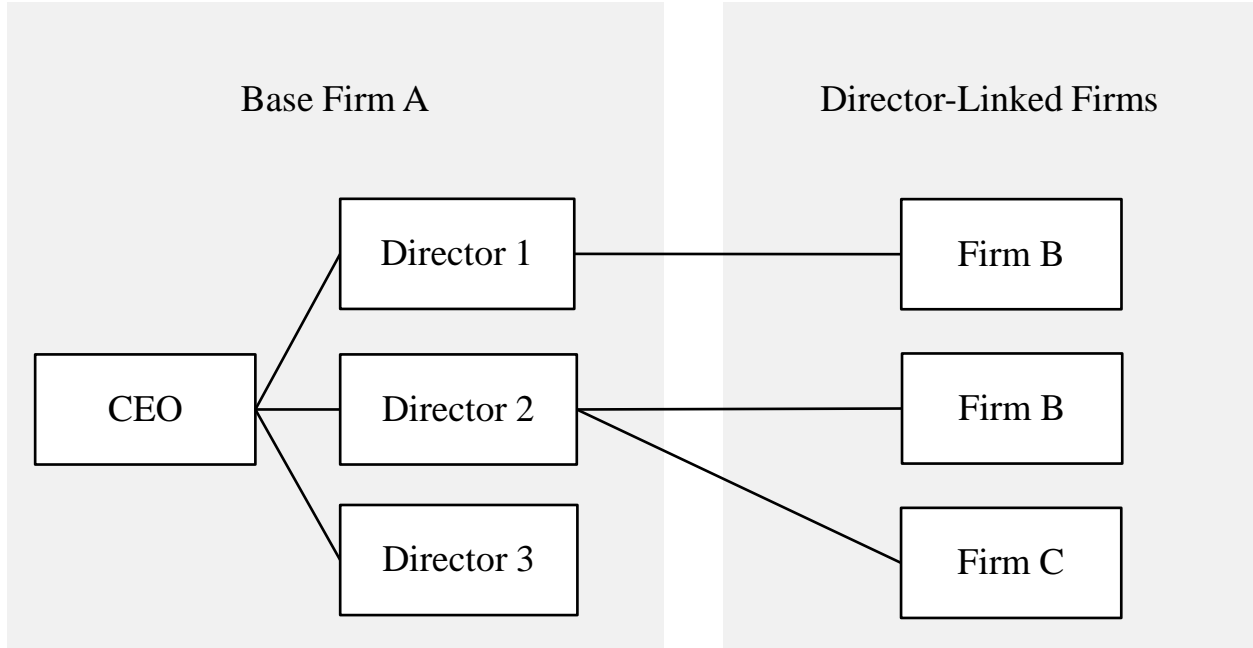 Base Firm A
Director-Linked Firms
Director 1
Firm B
CEO
Director 2
Firm B
Director 3
Firm C